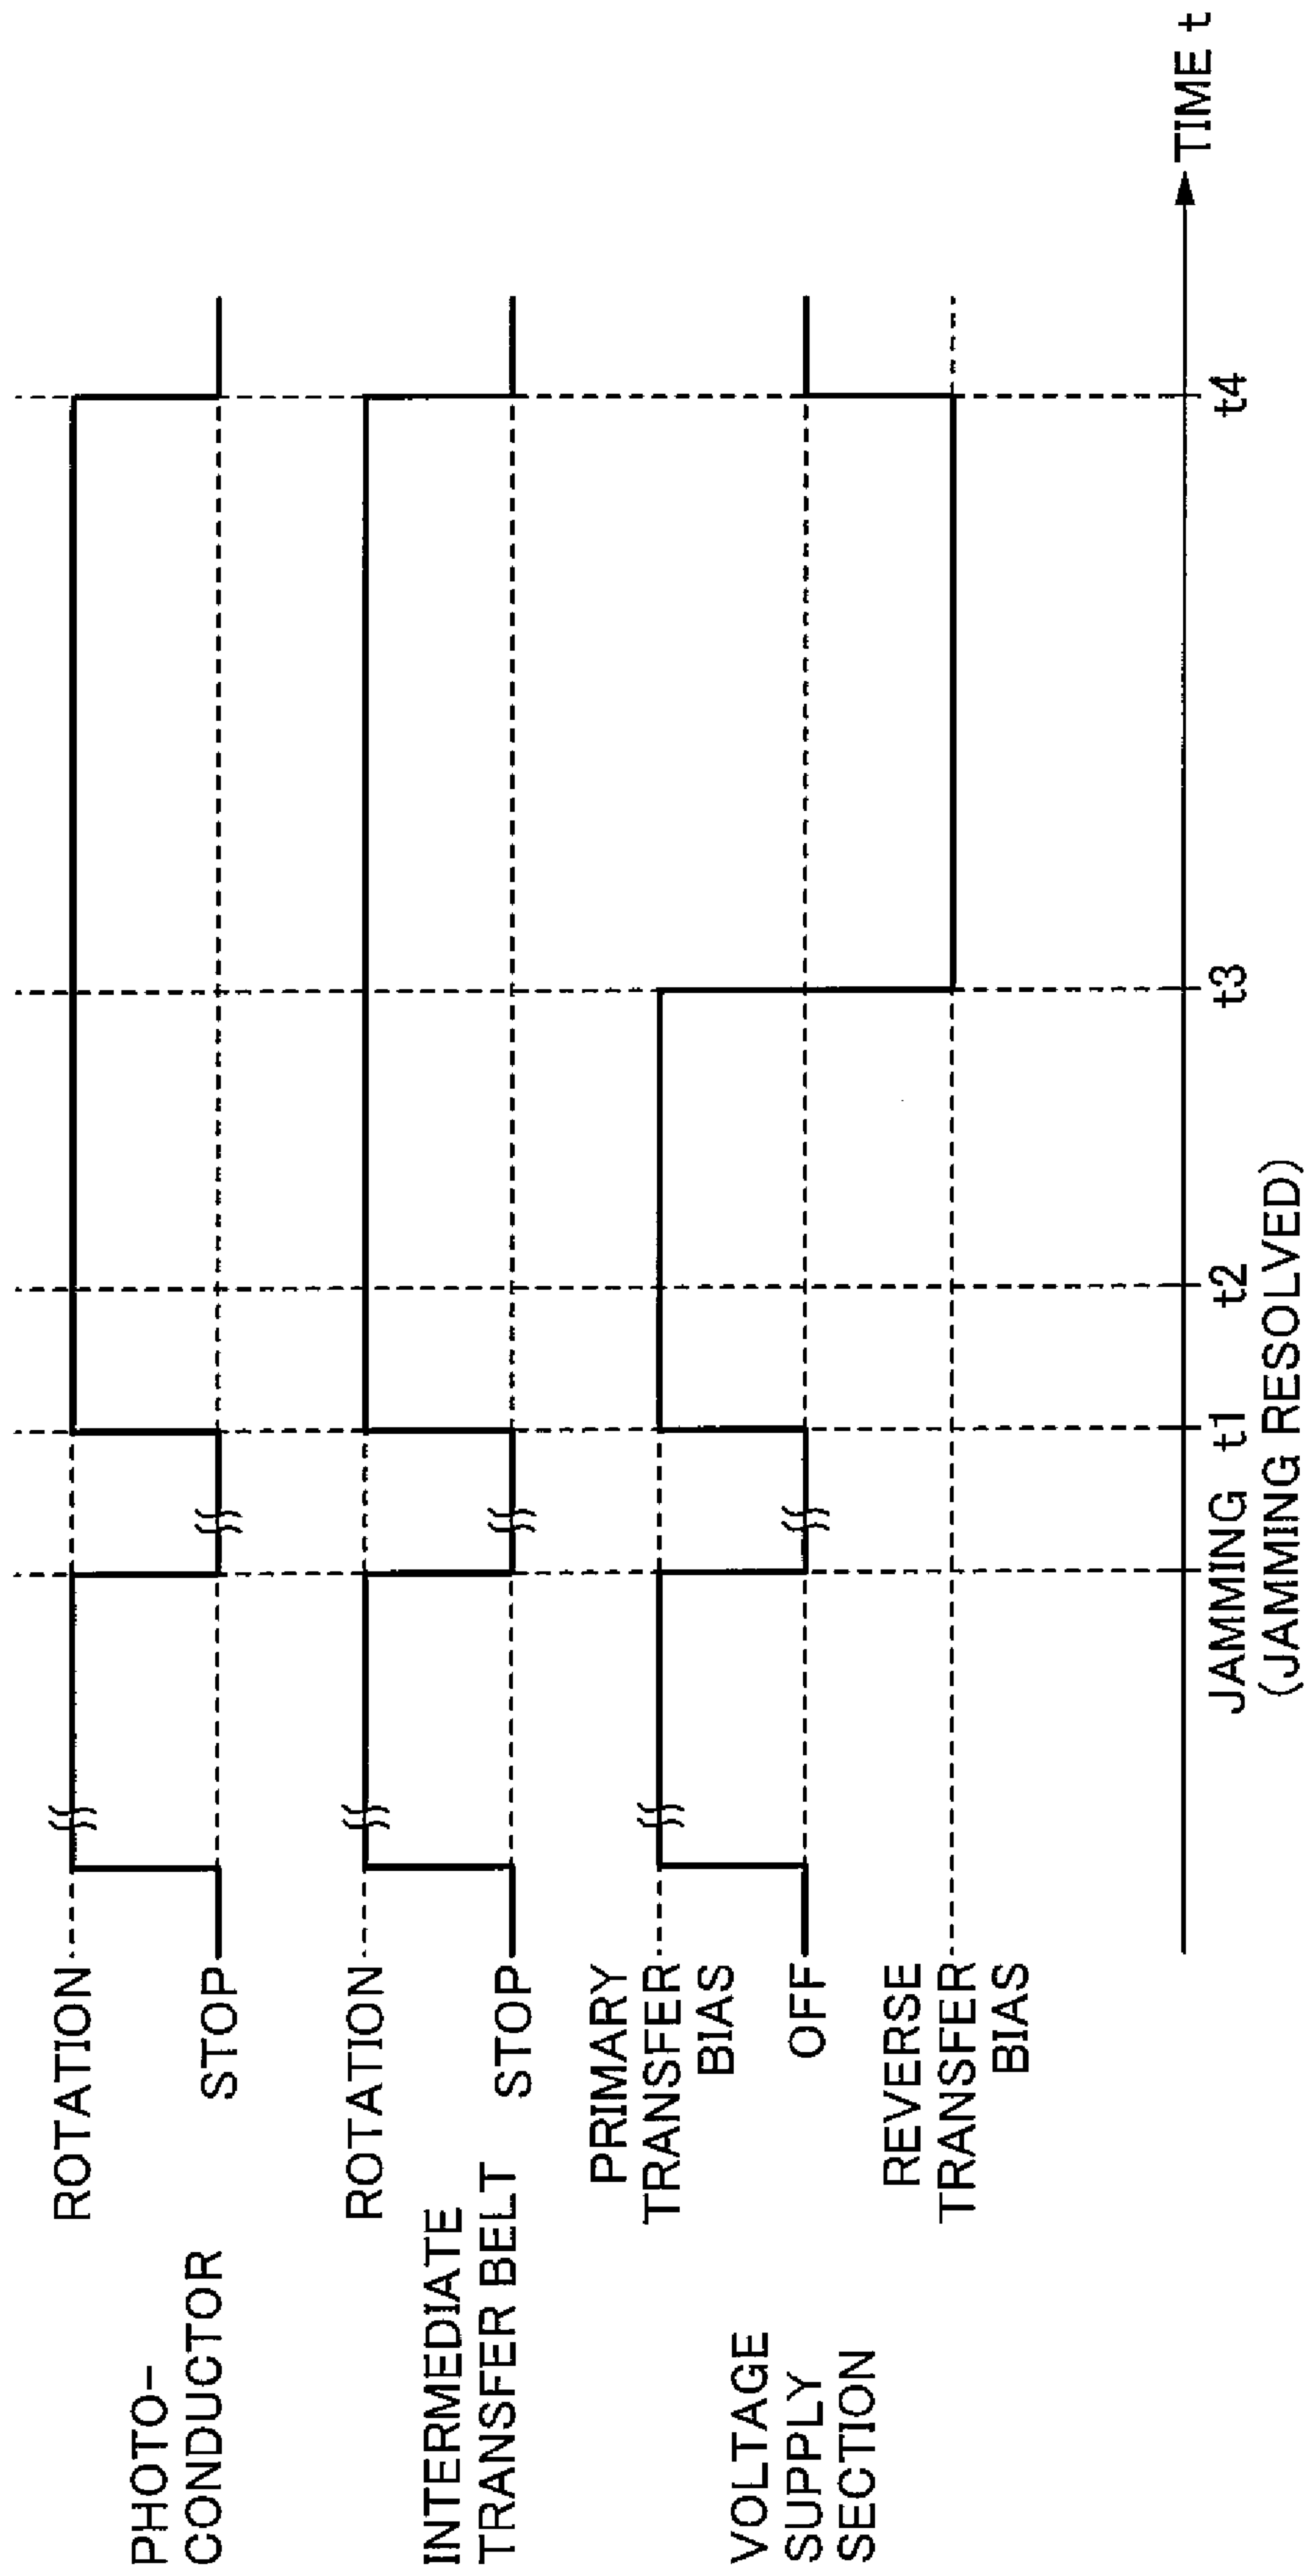 PHOTO-
CONDUCTOR
ROTATION
STOP
INTERMEDIATE
TRANSFER BELT
ROTATION
STOP
VOLTAGE
SUPPLY
SECTION
PRIMARY
TRANSFER
BIAS
OFF
REVERSE
TRANSFER
BIAS
JAMMING t1 t2 t3 t4
(JAMMING RESOLVED)
TIME t